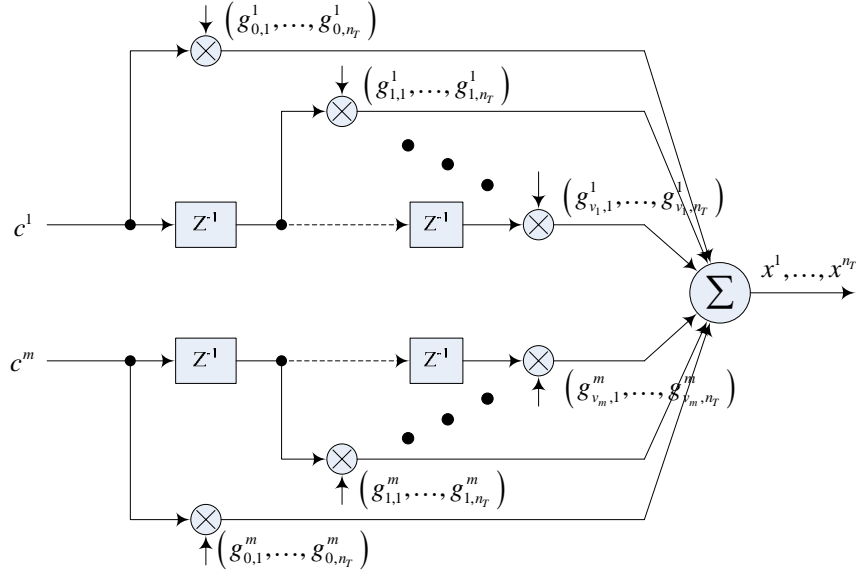 (g^1_{0,1},…,g^1_{0,n_T})
(g^1_{1,1},…,g^1_{1,n_T})
(g^1_{v_1,1},…,g^1_{v_1,n_T})
c^1
Z^{-1}
Z^{-1}
Σ
x^1,…,x^{n_T}
c^m
Z^{-1}
Z^{-1}
(g^m_{v_m,1},…,g^m_{v_m,n_T})
(g^m_{1,1},…,g^m_{1,n_T})
(g^m_{0,1},…,g^m_{0,n_T})